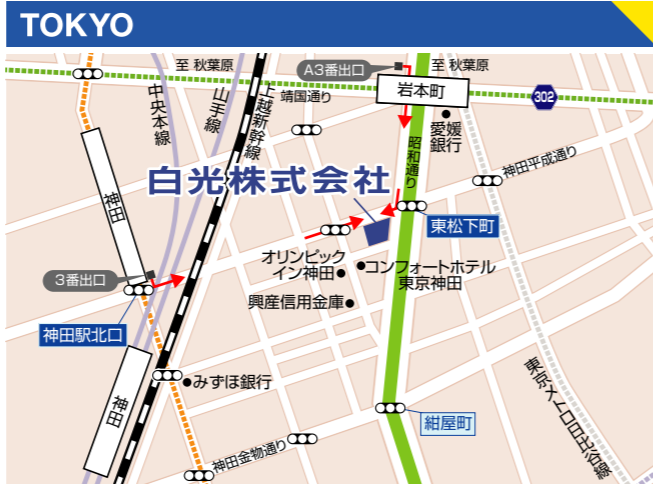 TOKYO
至 秋葉原
A3番出口
至 秋葉原
中央本線
山手線
上越新幹線
靖国通り
岩本町
302
愛媛
銀行
昭和通り
神田平成通り
白光株式会社
神田
東松下町
オリンピック
イン神田
コンフォートホテル
東京神田
3番出口
興産信用金庫
神田駅北口
みずほ銀行
神田
紺屋町
東京メトロ日比谷線
神田金物通り